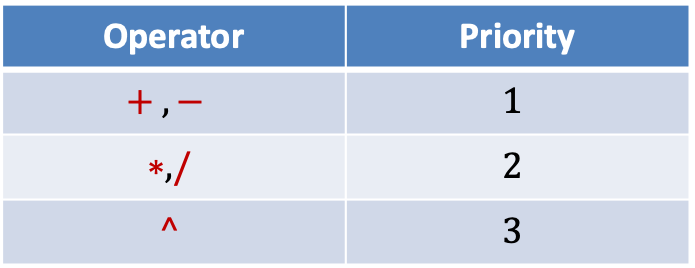 Operator Priority
+ , − 1
*,/ 2
^ 3